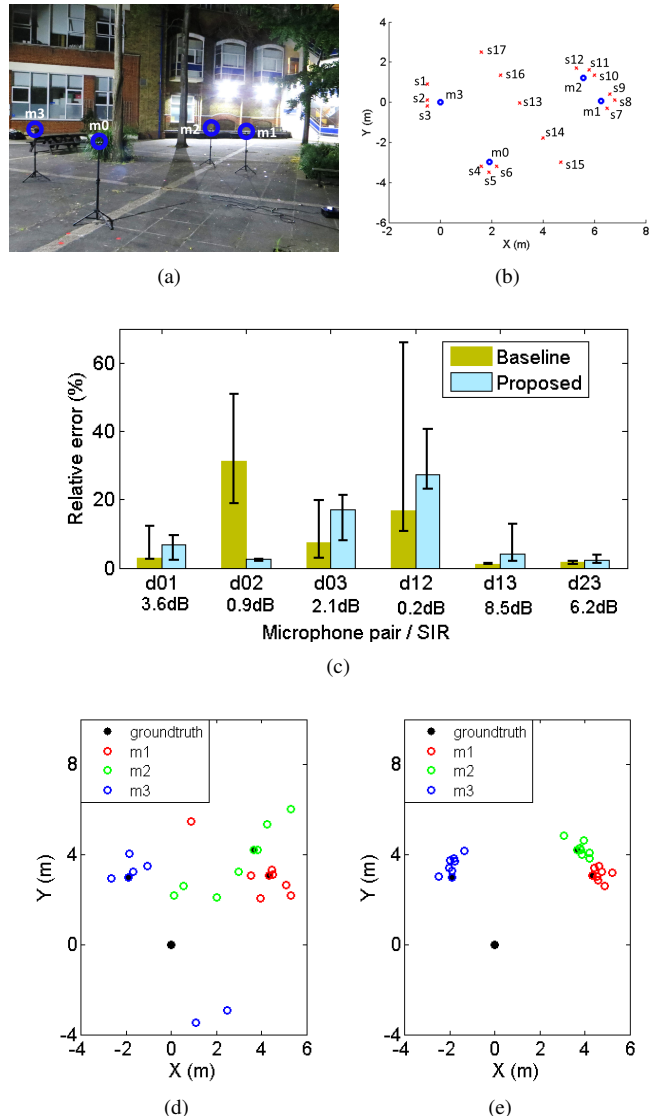 m3
m0
m2
m1
(a)
6
4
2
0
-2
-4
-6
-2
0
2
4
6
8
Y (m)
X (m)
s17
s12
s11
s16
s10
s1
m3
m2
s9
s2
s13
s8
s3
m1
s7
s14
m0
s4
s6
s15
s5
(b)
Baseline
Proposed
60
40
20
0
Relative error (%)
d01
d02
d03
d12
d13
d23
3.6dB
0.9dB
2.1dB
0.2dB
8.5dB
6.2dB
Microphone pair / SIR
(c)
groundtruth
m1
m2
m3
8
4
0
-4
Y (m)
-4
-2
0
2
4
6
X (m)
(d)
groundtruth
m1
m2
m3
8
4
0
-4
Y (m)
-4
-2
0
2
4
6
X (m)
(e)